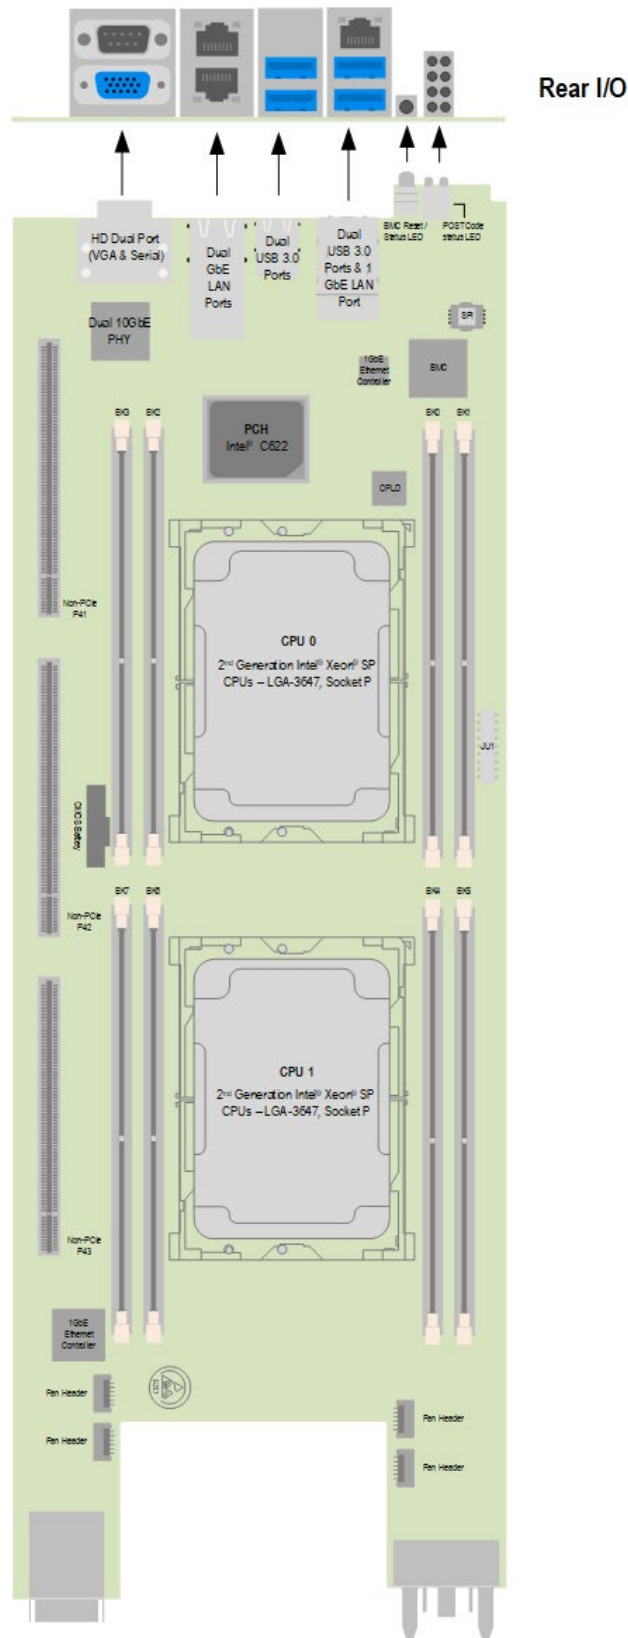 Rear I/O
HD Dual Port
(VGA & Serial)
Dual
GbE
LAN
Ports
Dual
USB 3.0
Ports
Dual
USB 3.0
Ports & 1
GbE LAN
Port
BMC Reset /
Status LED
POST Code
status LED
Dual 10GbE
PHY
SPI
1GbE
Ethernet
Controller
BMC
BK3
BK2
PCH
Intel® C622
BK0
BK1
CPLD
Non-PCIe
P41
CPU 0
2nd Generation Intel® Xeon® SP
CPUs – LGA-3647, Socket P
JU1
CMOS Battery
BK7
BK6
BK4
BK5
Non-PCIe
P42
CPU 1
2nd Generation Intel® Xeon® SP
CPUs – LGA-3647, Socket P
Non-PCIe
P43
1GbE
Ethernet
Controller
Fan Header
Fan Header
Fan Header
Fan Header